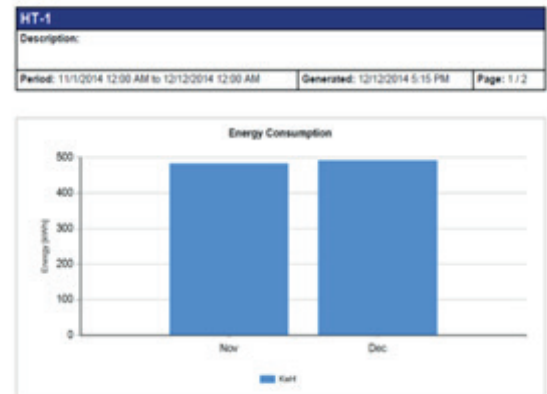 HT-1
Description:
Period: 11/1/2014 12:00 AM to 12/12/2014 12:00 AM Generated: 12/12/2014 5:15 PM Page: 1 / 2
Energy Consumption
500
400
300
200
100
0
Energy [kWh]
Nov Dec
KwH